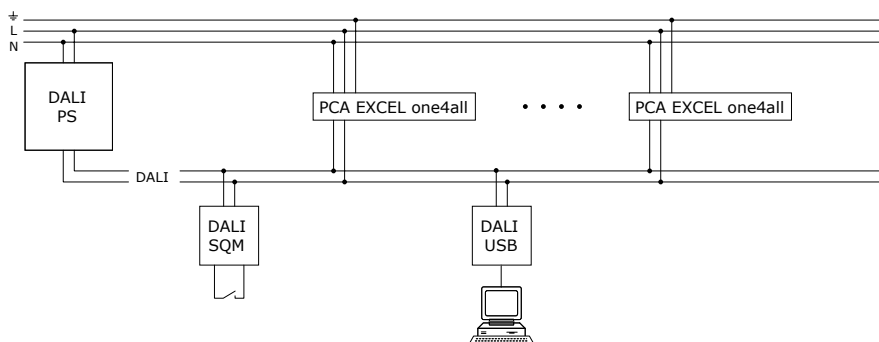 L
N
DALI
PS
PCA EXCEL one4all
PCA EXCEL one4all
DALI
DALI
SQM
DALI
USB